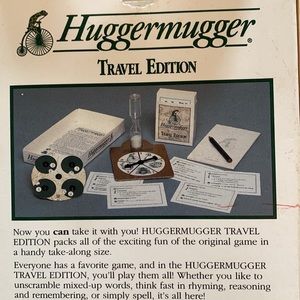 Huggermugger®
TRAVEL EDITION
Huggermugger
TRAVEL EDITION
Now you can take it with you! HUGGERMUGGER TRAVEL
EDITION packs all of the exciting fun of the original game in
a handy take-along size.
Everyone has a favorite game, and in the HUGGERMUGGER
TRAVEL EDITION, you'll play them all! Whether you like to
unscramble mixed-up words, think fast in rhyming, reasoning
and remembering, or simply spell, it's all here!